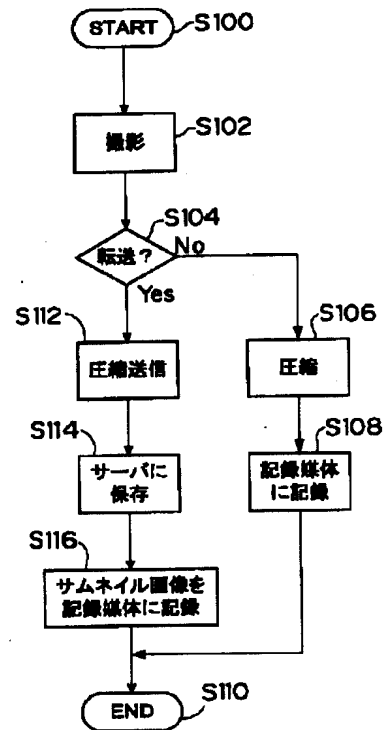 START
S100
撮影
S102
転送？
S104
No
Yes
S112
圧縮送信
S106
圧縮
S114
サーバに
保存
S108
記録媒体
に記録
S116
サムネイル画像を
記録媒体に記録
END
S110